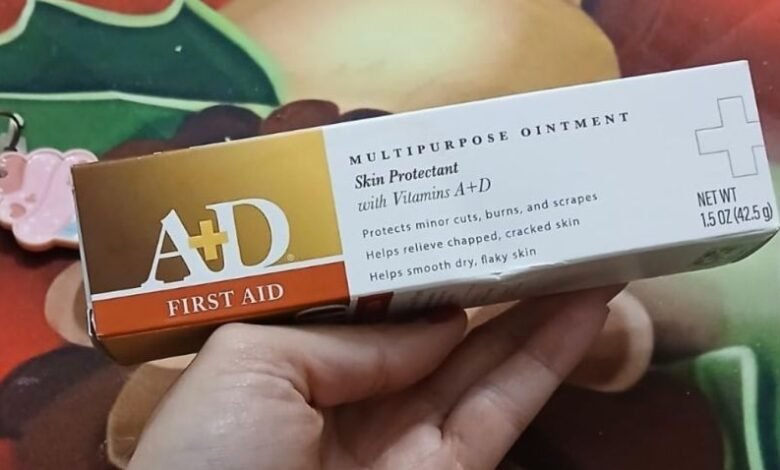 A+D®
FIRST AID
MULTIPURPOSE OINTMENT
Skin Protectant
with Vitamins A+D
Protects minor cuts, burns, and scrapes
Helps relieve chapped, cracked skin
Helps smooth dry, flaky skin
NET WT
1.5 OZ (42.5 g)